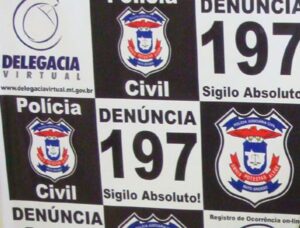 DELEGACIA
VIRTUAL
www.delegaciavirtual.mt.gov.br
Polícia
Civil
DENÚNCIA
197
Sigilo Absoluto!
Polícia
Civil
DENÚNCIA
197
Sigilo Absoluto!
DENÚNCIA
Registro de Ocorrência on-line